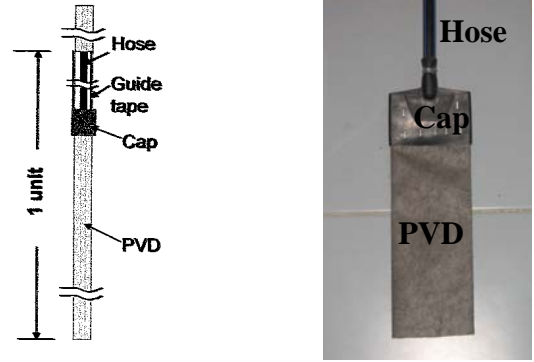 Hose
Guide
tape
Cap
PVD
1 unit
Hose
Cap
PVD